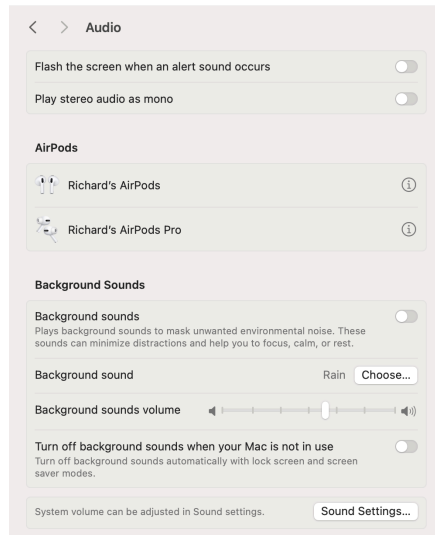 Audio
Flash the screen when an alert sound occurs
Play stereo audio as mono
AirPods
Richard’s AirPods
Richard’s AirPods Pro
Background Sounds
Background sounds
Plays background sounds to mask unwanted environmental noise. These
sounds can minimize distractions and help you to focus, calm, or rest.
Background sound Rain Choose...
Background sounds volume
Turn off background sounds when your Mac is not in use
Turn off background sounds automatically with lock screen and screen
saver modes.
System volume can be adjusted in Sound settings. Sound Settings...